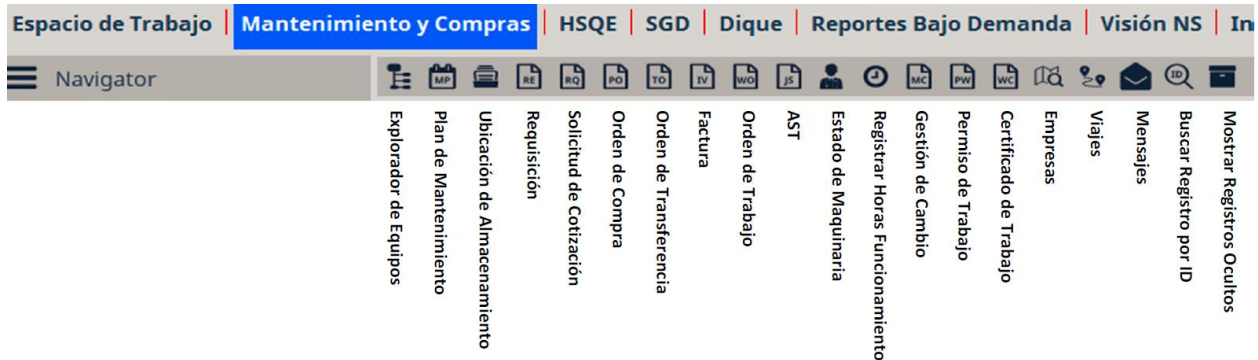 Espacio de Trabajo | Mantenimiento y Compras | HSQE | SGD | Dique | Reportes Bajo Demanda | Visión NS | In
Navigator
MP RE RQ PO TO IV WO JS MC PW WC ID
Explorador de Equipos
Plan de Mantenimiento
Ubicación de Almacenamiento
Requisición
Solicitud de Cotización
Orden de Compra
Orden de Transferencia
Factura
Orden de Trabajo
AST
Estado de Maquinaria
Registrar Horas Funcionamiento
Gestión de Cambio
Permiso de Trabajo
Certificado de Trabajo
Empresas
Viajes
Mensajes
Buscar Registro por ID
Mostrar Registros Ocultos